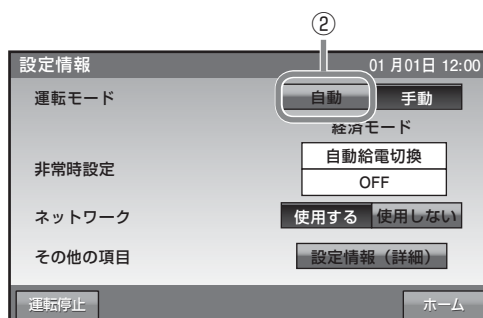 ②
設定情報 01月01日 12:00
運転モード 自動 手動
経済モード
非常時設定 自動給電切換
OFF
ネットワーク 使用する 使用しない
その他の項目 設定情報（詳細）
運転停止 ホーム